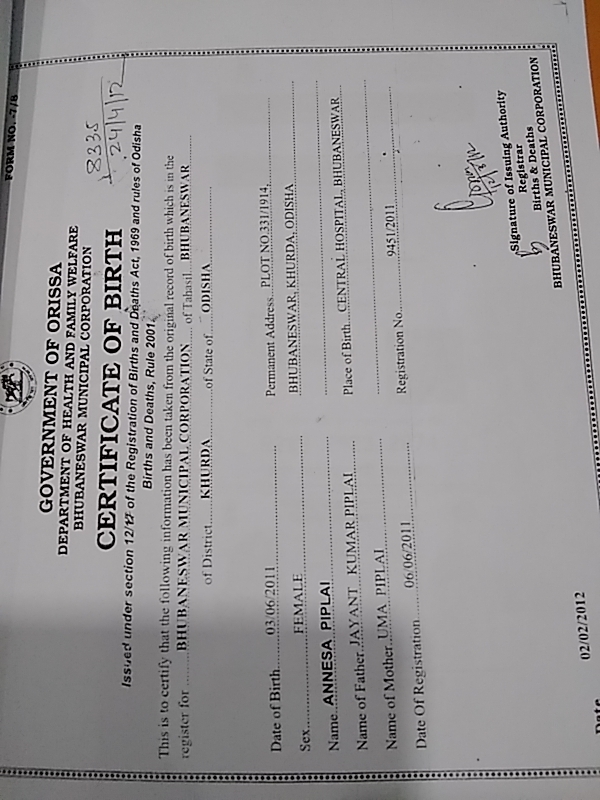 FORM NO. -7/8
8335
24/4/12
GOVERNMENT OF ORISSA
DEPARTMENT OF HEALTH AND FAMILY WELFARE
BHUBANESWAR MUNICIPAL CORPORATION
CERTIFICATE OF BIRTH
Issued under section 12/17 of the Registration of Births and Deaths Act, 1969 and rules of Odisha
Births and Deaths, Rule 2001.
This is to certify that the following information has been taken from the original record of birth which is in the
register for ........ BHUBANESWAR MUNICIPAL CORPORATION ..... of Tahasil ... BHUBANESWAR ........
of District ..... KHURDA ............ of State of ..... ODISHA ........................
Date of Birth ......... 03/06/2011 ........................
Sex ........................ FEMALE ........................
Name ... ANNESA PIPLAI ........................
Name of Father JAYANT KUMAR PIPLAI ........
Name of Mother UMA PIPLAI ........................
Date Of Registration ......... 06/06/2011 ........................
Permanent Address ... PLOT NO.331/1914,
BHUBANESWAR, KHURDA, ODISHA ........................
Place of Birth .... CENTRAL HOSPITAL, BHUBANESWAR
Registration No. ............ 9451/2011 ........................
Signature of Issuing Authority
Registrar
Births & Deaths
BHUBANESWAR MUNICIPAL CORPORATION
Date
02/02/2012